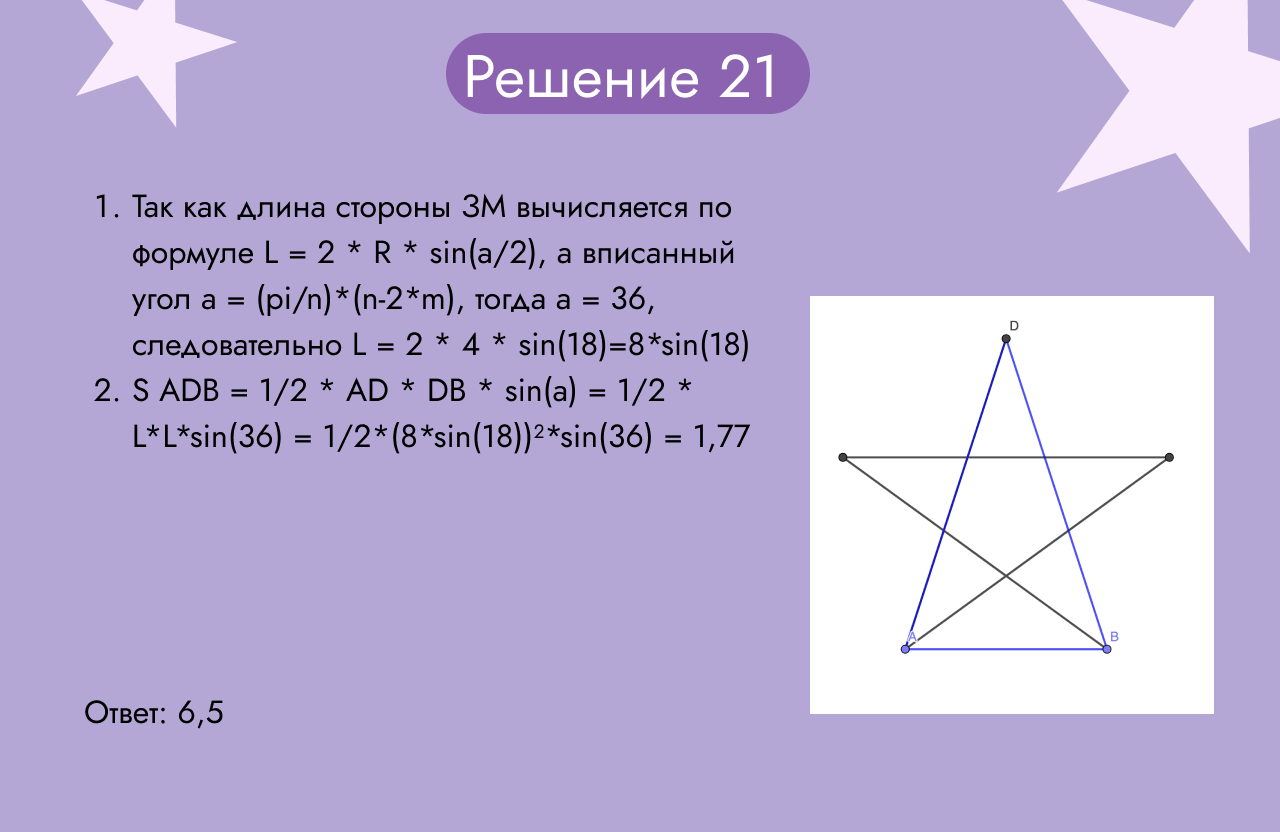 Решение 21
1. Так как длина стороны ЗМ вычисляется по
формуле L = 2 * R * sin(a/2), а вписанный
угол a = (pi/n)*(n-2*m), тогда a = 36,
следовательно L = 2 * 4 * sin(18)=8*sin(18)
2. S ADB = 1/2 * AD * DB * sin(a) = 1/2 *
L*L*sin(36) = 1/2*(8*sin(18))²*sin(36) = 1,77
D
A
B
Ответ: 6,5